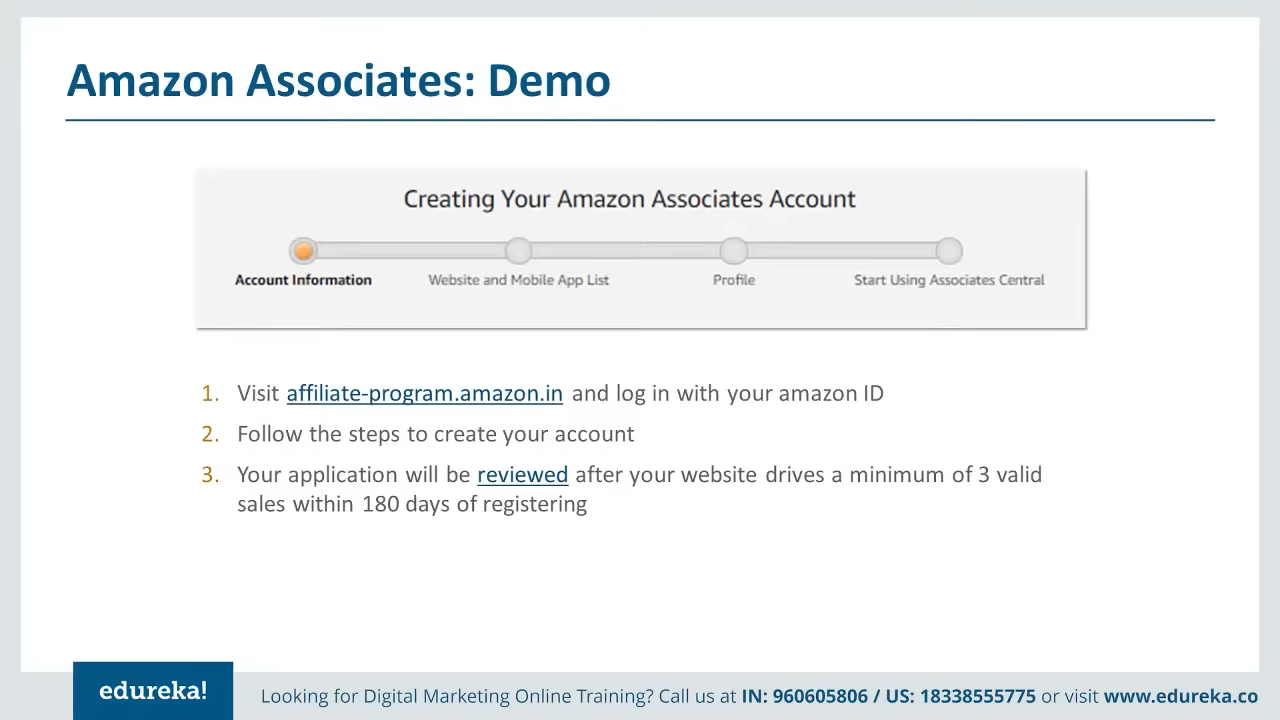 Amazon Associates: Demo
Creating Your Amazon Associates Account
Account Information Website and Mobile App List Profile Start Using Associates Central
1. Visit affiliate-program.amazon.in and log in with your amazon ID
2. Follow the steps to create your account
3. Your application will be reviewed after your website drives a minimum of 3 valid
sales within 180 days of registering
edureka!
Looking for Digital Marketing Online Training? Call us at IN: 960605806 / US: 18338555775 or visit www.edureka.co